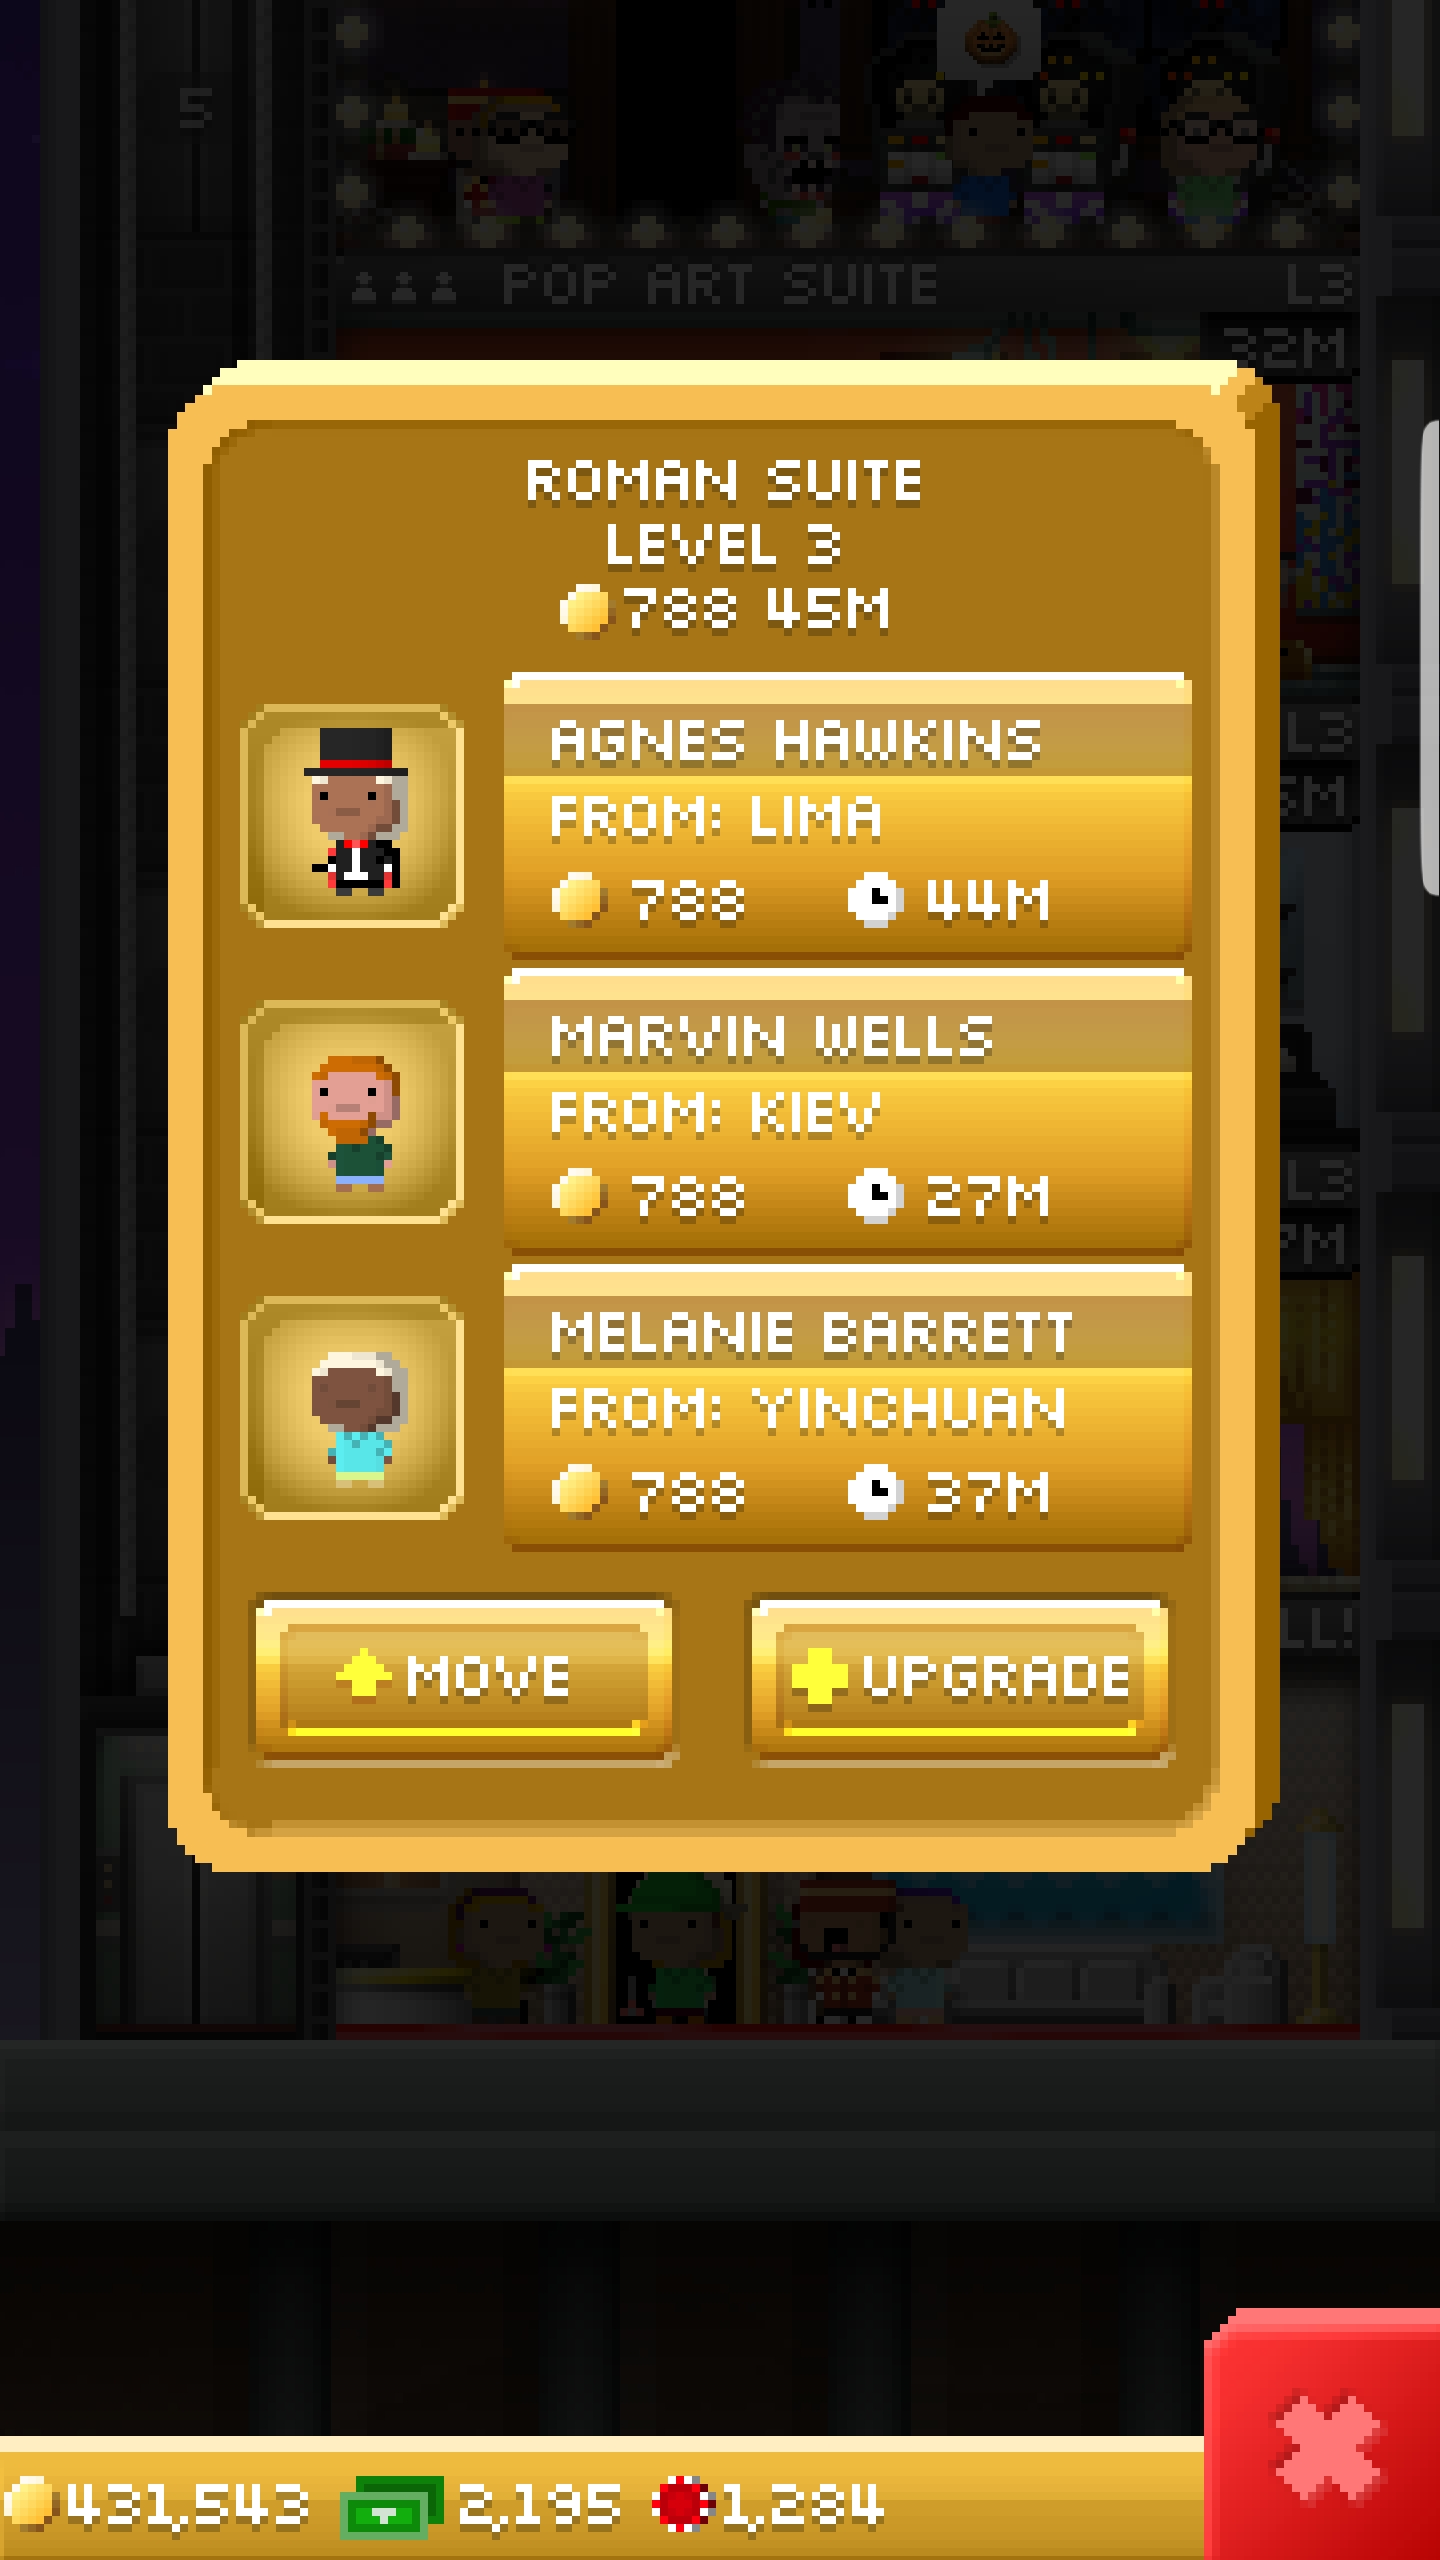 5
POP ART SUITE L3
32M
ROMAN SUITE
LEVEL 3
788 45M
L3
AGNES HAWKINS
FROM: LIMA
788 44M
MARVIN WELLS
FROM: KIEV
788 27M
L3
MELANIE BARRETT
FROM: YINCHUAN
788 37M
MOVE UPGRADE
431,543 2,195 1,284